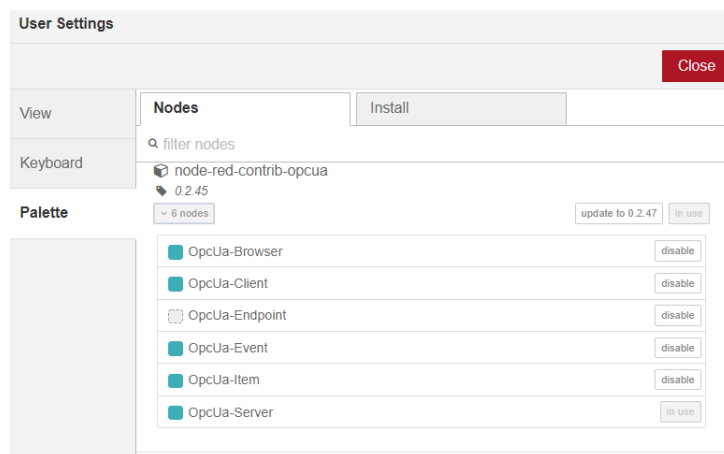 User Settings
Close
View
Keyboard
Palette
Nodes
Install
filter nodes
node-red-contrib-opcua
0.2.45
6 nodes
update to 0.2.47
in use
OpcUa-Browser
disable
OpcUa-Client
disable
OpcUa-Endpoint
disable
OpcUa-Event
disable
OpcUa-Item
disable
OpcUa-Server
in use